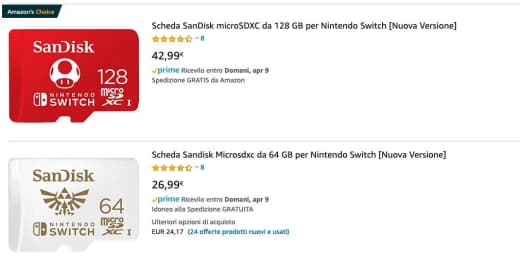 Amazon's Choice
SanDisk
128
NINTENDO
SWITCH
micro
SD
XC I
Scheda SanDisk microSDXC da 128 GB per Nintendo Switch [Nuova Versione]
8
42,99€
prime Ricevilo entro Domani, apr 9
Spedizione GRATIS da Amazon
SanDisk
64
NINTENDO
SWITCH
micro
SD
XC I
Scheda Sandisk Microsdxc da 64 GB per Nintendo Switch [Nuova Versione]
8
26,99€
prime Ricevilo entro Domani, apr 9
Idoneo alla Spedizione GRATUITA
Ulteriori opzioni di acquisto
EUR 24,17 (24 offerte prodotti nuovi e usati)